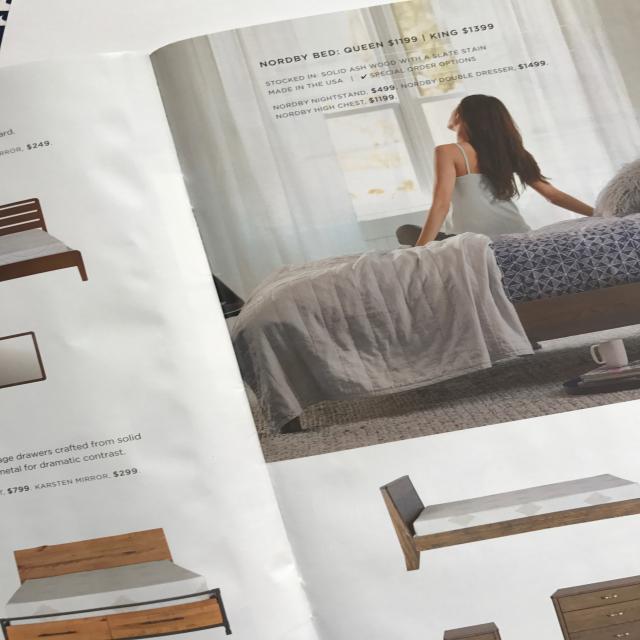 ard.
RROR, $249.
age drawers crafted from solid
metal for dramatic contrast.
$799. KARSTEN MIRROR, $299.
NORDBY BED: QUEEN $1199 | KING $1399
STOCKED IN: SOLID ASH WOOD WITH A SLATE STAIN
MADE IN THE USA | ✓ SPECIAL ORDER OPTIONS
NORDBY NIGHTSTAND, $499. NORDBY DOUBLE DRESSER, $1499.
NORDBY HIGH CHEST, $1199.